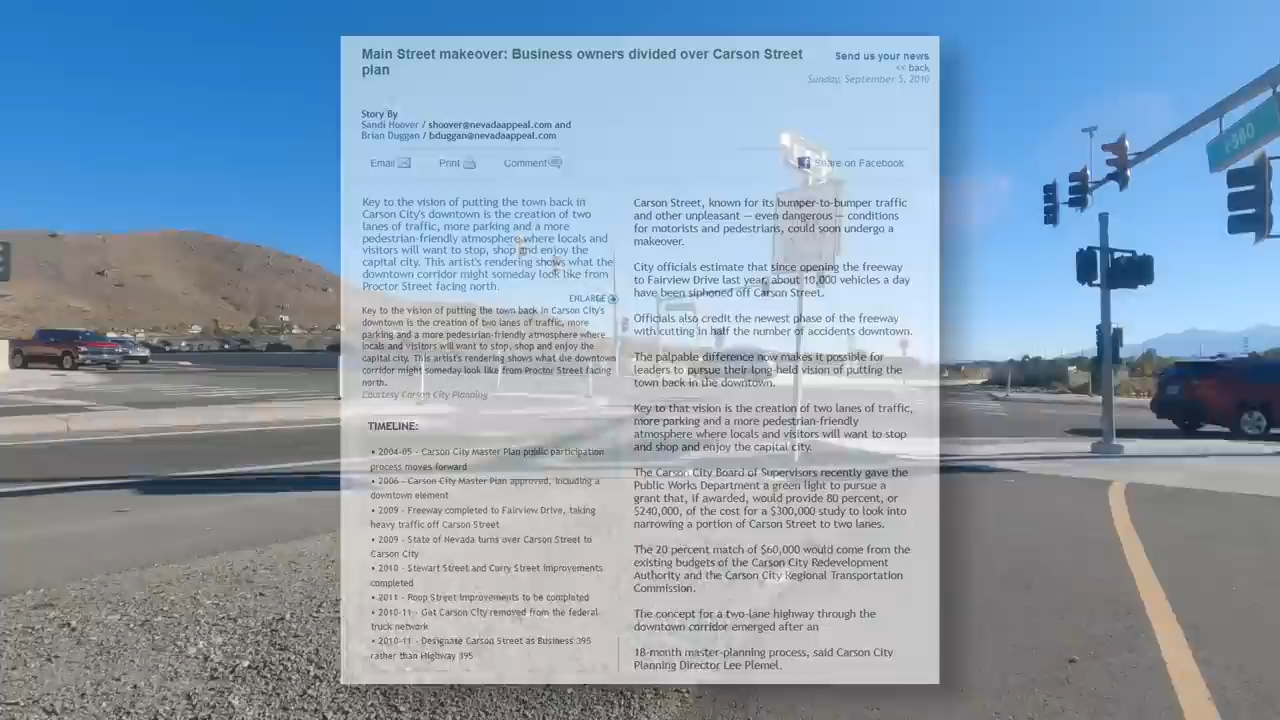 Main Street makeover: Business owners divided over Carson Street
plan
Send us your news
<< back
Sunday, September 5, 2010
Story By
Sandi Hoover / shoover@nevadaappeal.com and
Brian Duggan / bduggan@nevadaappeal.com
Email
Print
Comment
Share on Facebook
Key to the vision of putting the town back in
Carson City's downtown is the creation of two
lanes of traffic, more parking and a more
pedestrian-friendly atmosphere where locals and
visitors will want to stop, shop and enjoy the
capital city. This artist's rendering shows what the
downtown corridor might someday look like from
Proctor Street facing north.
ENLARGE
Key to the vision of putting the town back in Carson City's
downtown is the creation of two lanes of traffic, more
parking and a more pedestrian-friendly atmosphere where
locals and visitors will want to stop, shop and enjoy the
capital city. This artist's rendering shows what the downtown
corridor might someday look like from Proctor Street facing
north.
Courtesy Carson City Planning
TIMELINE:
• 2004-05 - Carson City Master Plan public participation
process moves forward
• 2006 - Carson City Master Plan approved, including a
downtown element
• 2009 - Freeway completed to Fairview Drive, taking
heavy traffic off Carson Street
• 2009 - State of Nevada turns over Carson Street to
Carson City
• 2010 - Stewart Street and Curry Street improvements
completed
• 2011 - Roop Street improvements to be completed
• 2010-11 - Get Carson City removed from the federal
truck network
• 2010-11 - Designate Carson Street as Business 395
rather than Highway 395
Carson Street, known for its bumper-to-bumper traffic
and other unpleasant — even dangerous — conditions
for motorists and pedestrians, could soon undergo a
makeover.
City officials estimate that since opening the freeway
to Fairview Drive last year, about 10,000 vehicles a day
have been siphoned off Carson Street.
Officials also credit the newest phase of the freeway
with cutting in half the number of accidents downtown.
The palpable difference now makes it possible for
leaders to pursue their long-held vision of putting the
town back in the downtown.
Key to that vision is the creation of two lanes of traffic,
more parking and a more pedestrian-friendly
atmosphere where locals and visitors will want to stop
and shop and enjoy the capital city.
The Carson City Board of Supervisors recently gave the
Public Works Department a green light to pursue a
grant that, if awarded, would provide 80 percent, or
$240,000, of the cost for a $300,000 study to look into
narrowing a portion of Carson Street to two lanes.
The 20 percent match of $60,000 would come from the
existing budgets of the Carson City Redevelopment
Authority and the Carson City Regional Transportation
Commission.
The concept for a two-lane highway through the
downtown corridor emerged after an
18-month master-planning process, said Carson City
Planning Director Lee Plemel.
I-580